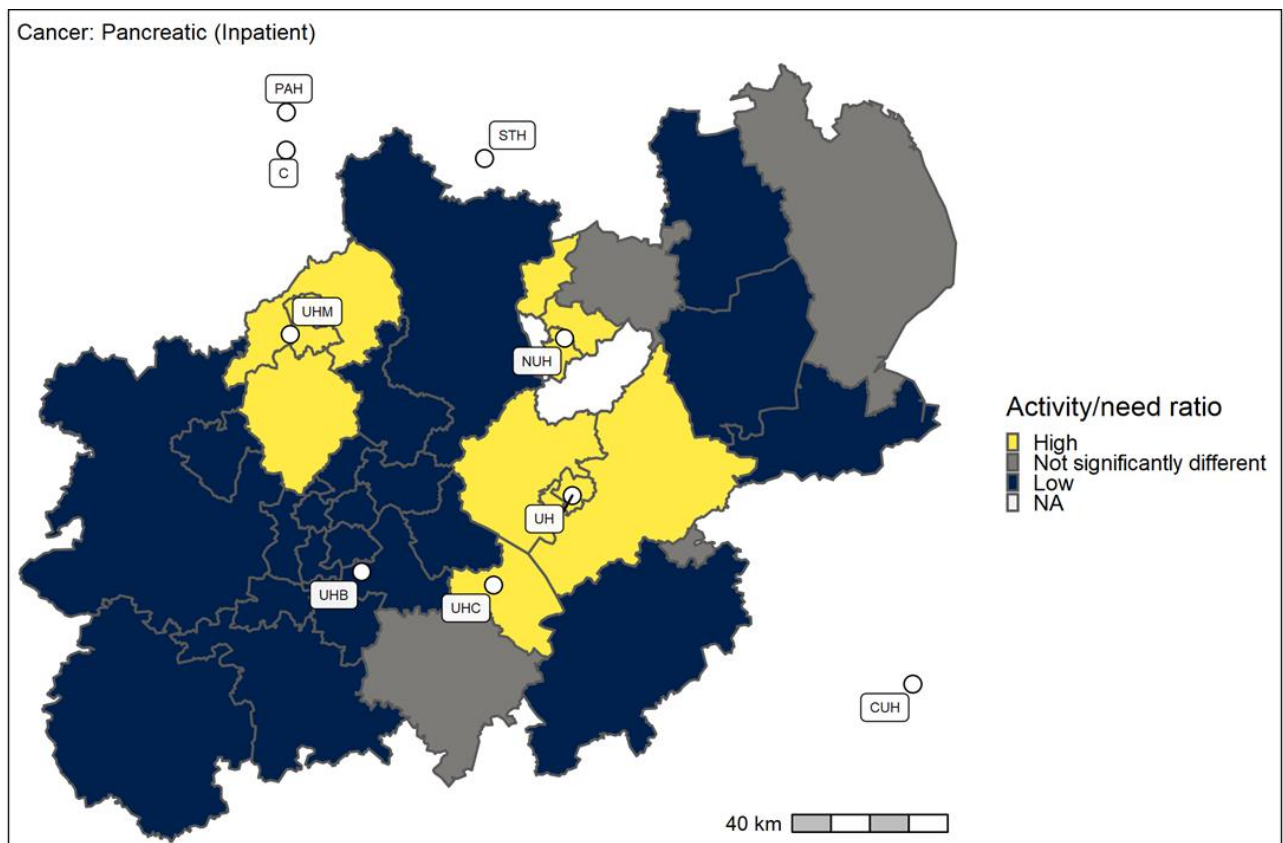 Cancer: Pancreatic (Inpatient)
PAH
C
STH
UHM
NUH
UH
UHB
UHC
CUH
Activity/need ratio
High
Not significantly different
Low
NA
40 km